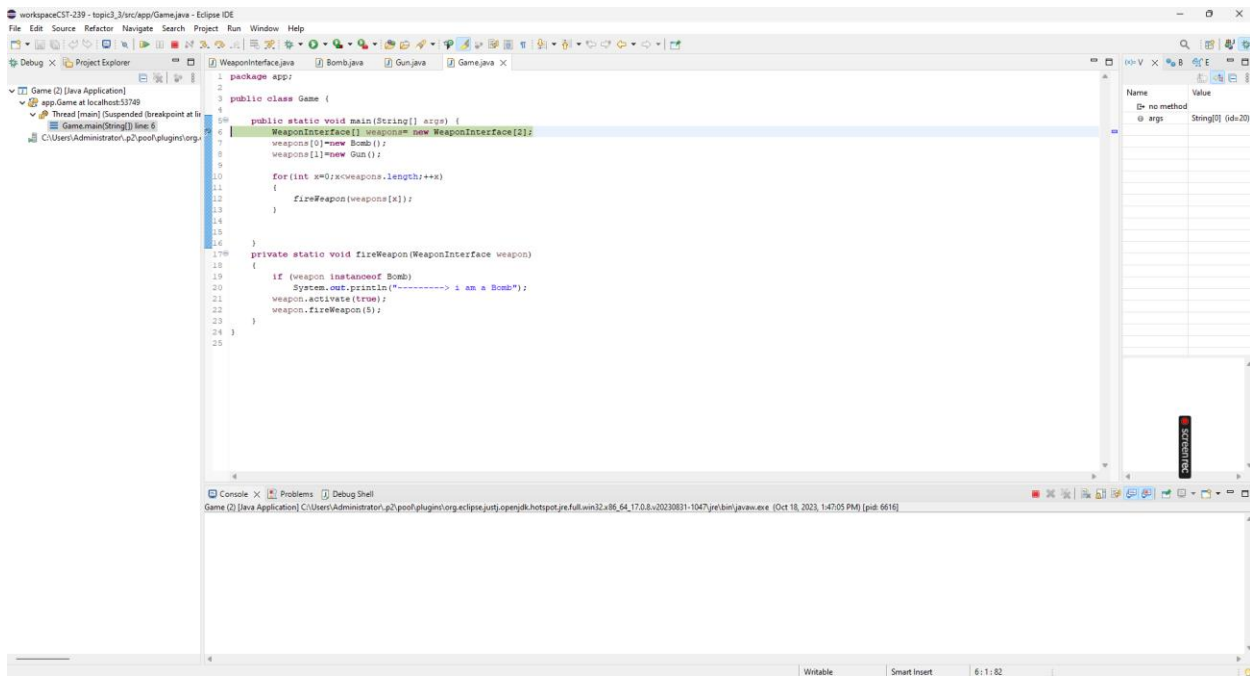 workspaceCST-239 - topic3_3/src/app/Game.java - Eclipse IDE
File Edit Source Refactor Navigate Search Project Run Window Help
Debug Project Explorer
WeaponInterface.java Bomb.java Gun.java Game.java
V B E
Game (2) [Java Application]
app.Game at localhost:53749
Thread [main] (Suspended (breakpoint at lin
Game.main(String[]) line: 6
C:\Users\Administrator\.p2\pool\plugins\org.
1 package app;
2
3 public class Game {
4
5 public static void main(String[] args) {
6 WeaponInterface[] weapons= new WeaponInterface[2];
7 weapons[0]=new Bomb();
8 weapons[1]=new Gun();
9
10 for(int x=0;x<weapons.length;++x)
11 {
12 fireWeapon(weapons[x]);
13 }
14
15
16 }
17 private static void fireWeapon(WeaponInterface weapon)
18 {
19 if (weapon instanceof Bomb)
20 System.out.println("---------> i am a Bomb");
21 weapon.activate(true);
22 weapon.fireWeapon(5);
23 }
24 }
25
Name Value
no method
args String[0] (id=20)
screenrec
Console Problems Debug Shell
Game (2) [Java Application] C:\Users\Administrator\.p2\pool\plugins\org.eclipse.justj.openjdk.hotspot.jre.full.win32.x86_64_17.0.8.v20230831-1047\jre\bin\javaw.exe (Oct 18, 2023, 1:47:05 PM) [pid: 6616]
Writable Smart Insert 6 : 1 : 82